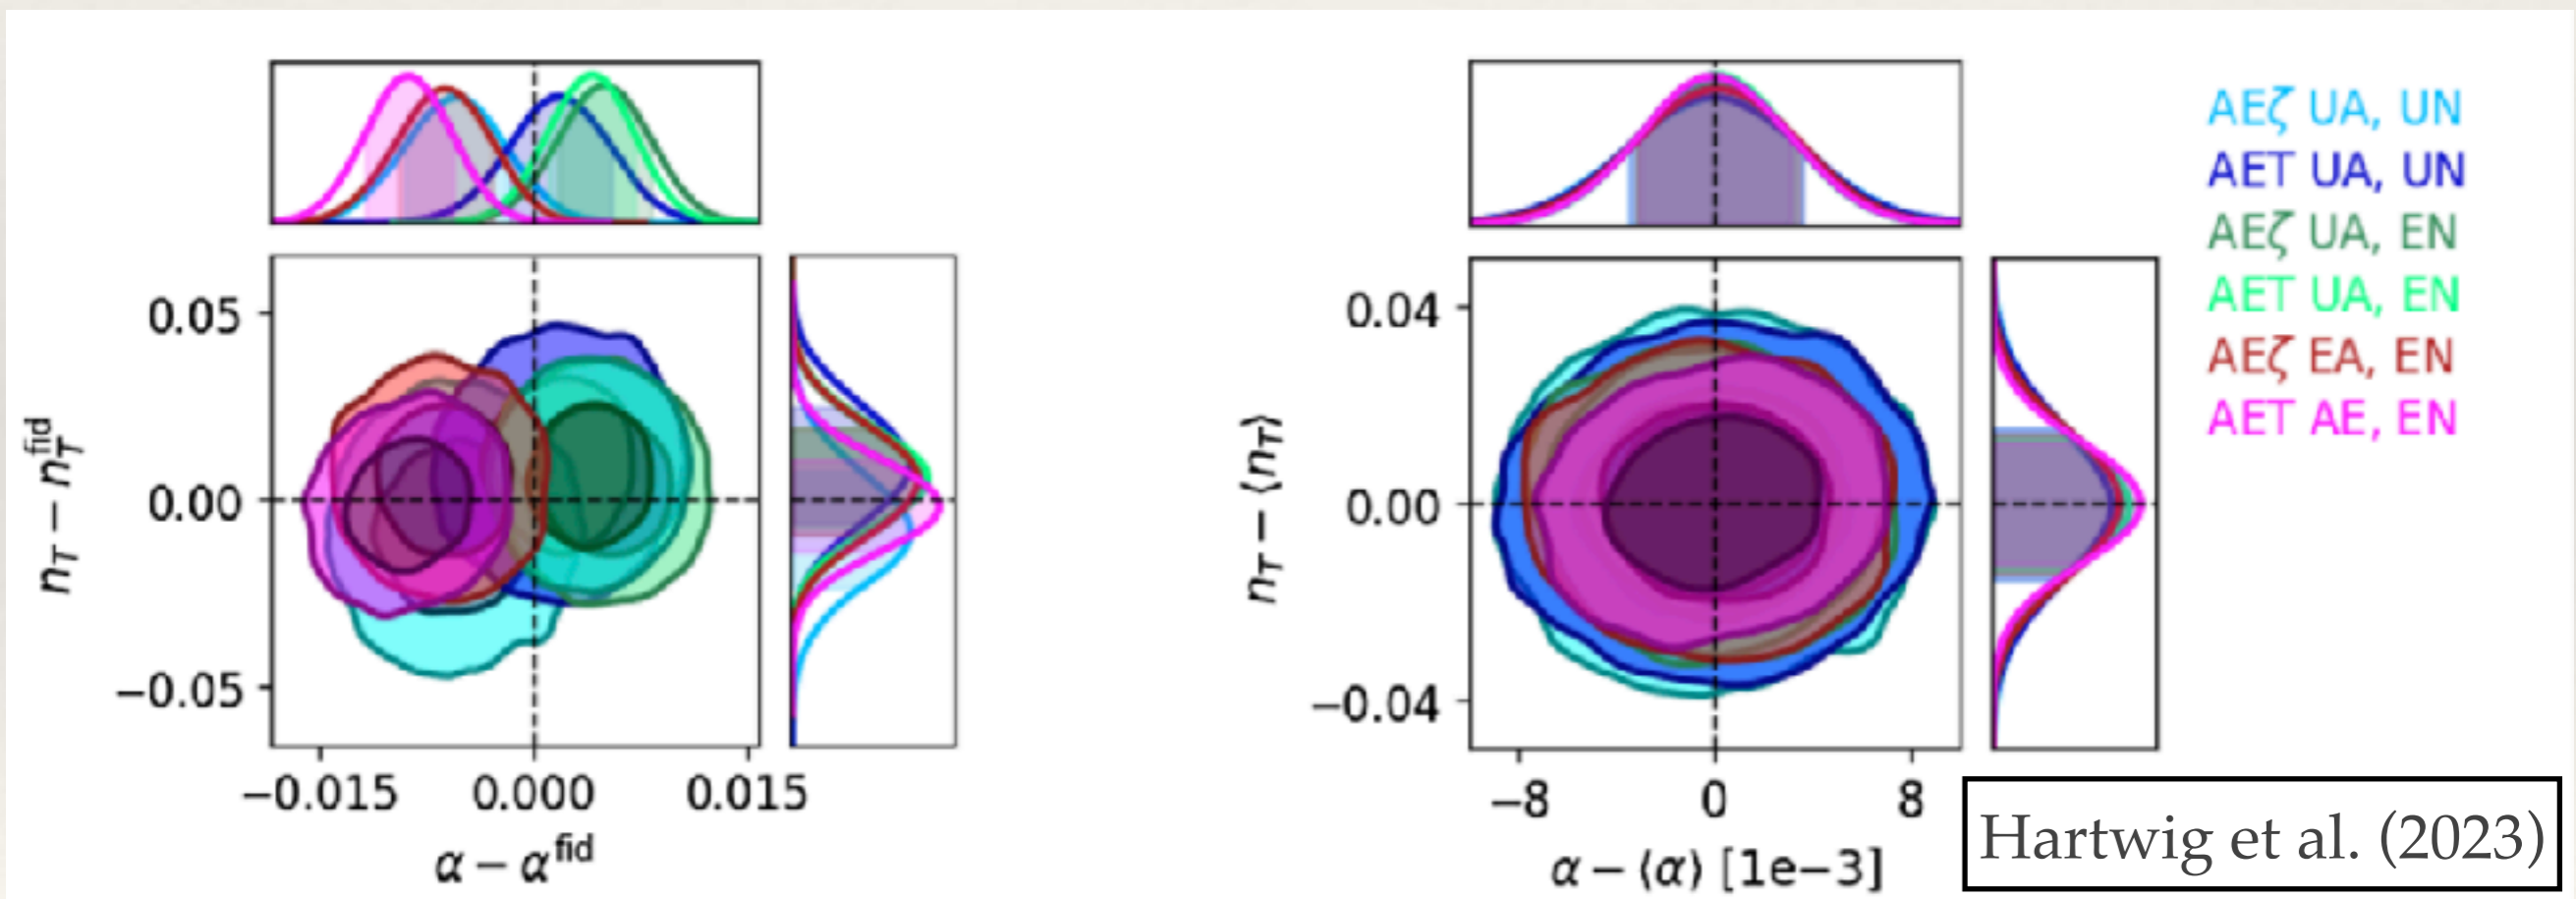 0.05
0.00
−0.05
n_T − n_T^fid
−0.015 0.000 0.015
α − α^fid
0.04
0.00
−0.04
n_T − ⟨n_T⟩
−8 0 8
α − ⟨α⟩ [1e−3]
AEζ UA, UN
AET UA, UN
AEζ UA, EN
AET UA, EN
AEζ EA, EN
AET AE, EN
Hartwig et al. (2023)